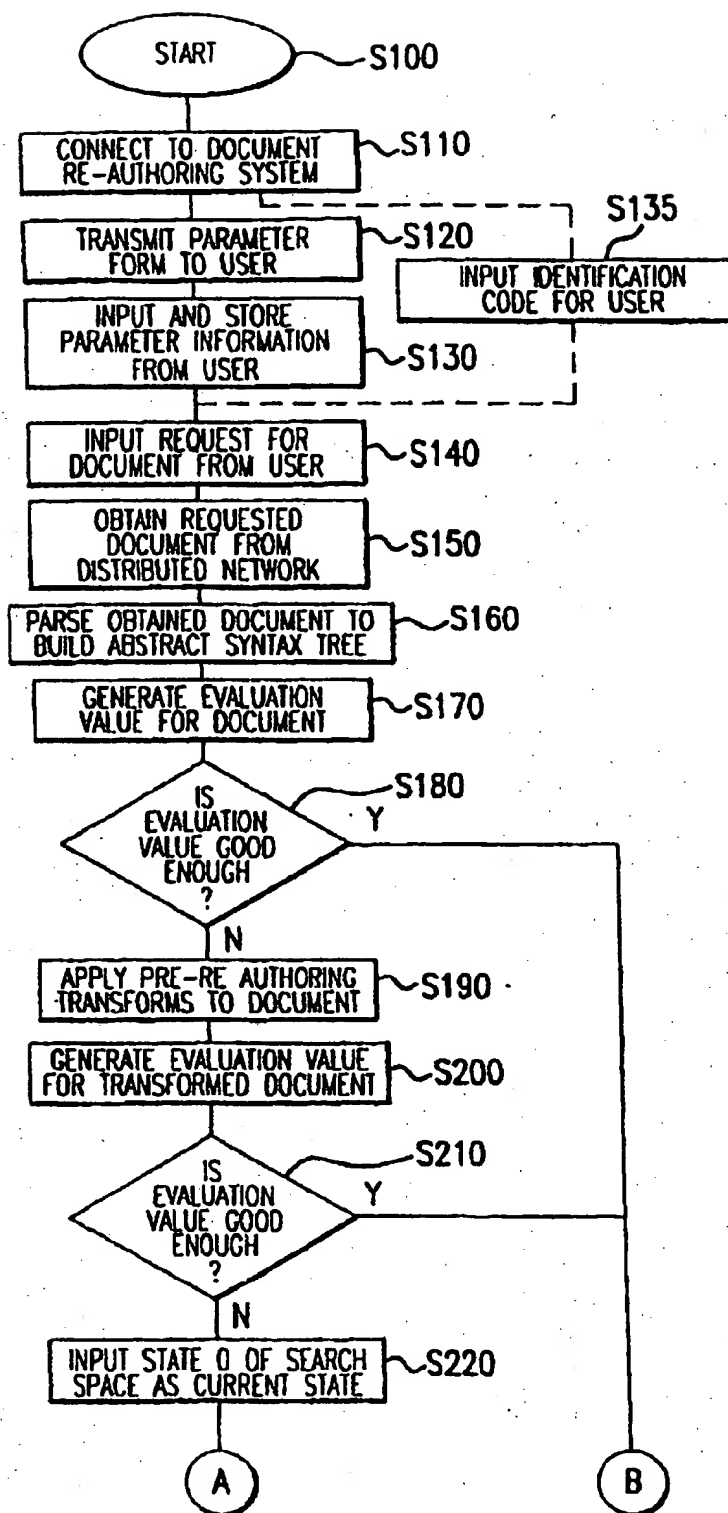 START
S100
CONNECT TO DOCUMENT
RE-AUTHORING SYSTEM
S110
S135
TRANSMIT PARAMETER
FORM TO USER
S120
INPUT IDENTIFICATION
CODE FOR USER
INPUT AND STORE
PARAMETER INFORMATION
FROM USER
S130
INPUT REQUEST FOR
DOCUMENT FROM USER
S140
OBTAIN REQUESTED
DOCUMENT FROM
DISTRIBUTED NETWORK
S150
PARSE OBTAINED DOCUMENT TO
BUILD ABSTRACT SYNTAX TREE
S160
GENERATE EVALUATION
VALUE FOR DOCUMENT
S170
S180
IS
EVALUATION
VALUE GOOD
ENOUGH
?
Y
N
APPLY PRE-RE AUTHORING
TRANSFORMS TO DOCUMENT
S190
GENERATE EVALUATION VALUE
FOR TRANSFORMED DOCUMENT
S200
S210
IS
EVALUATION
VALUE GOOD
ENOUGH
?
Y
N
INPUT STATE 0 OF SEARCH
SPACE AS CURRENT STATE
S220
A
B